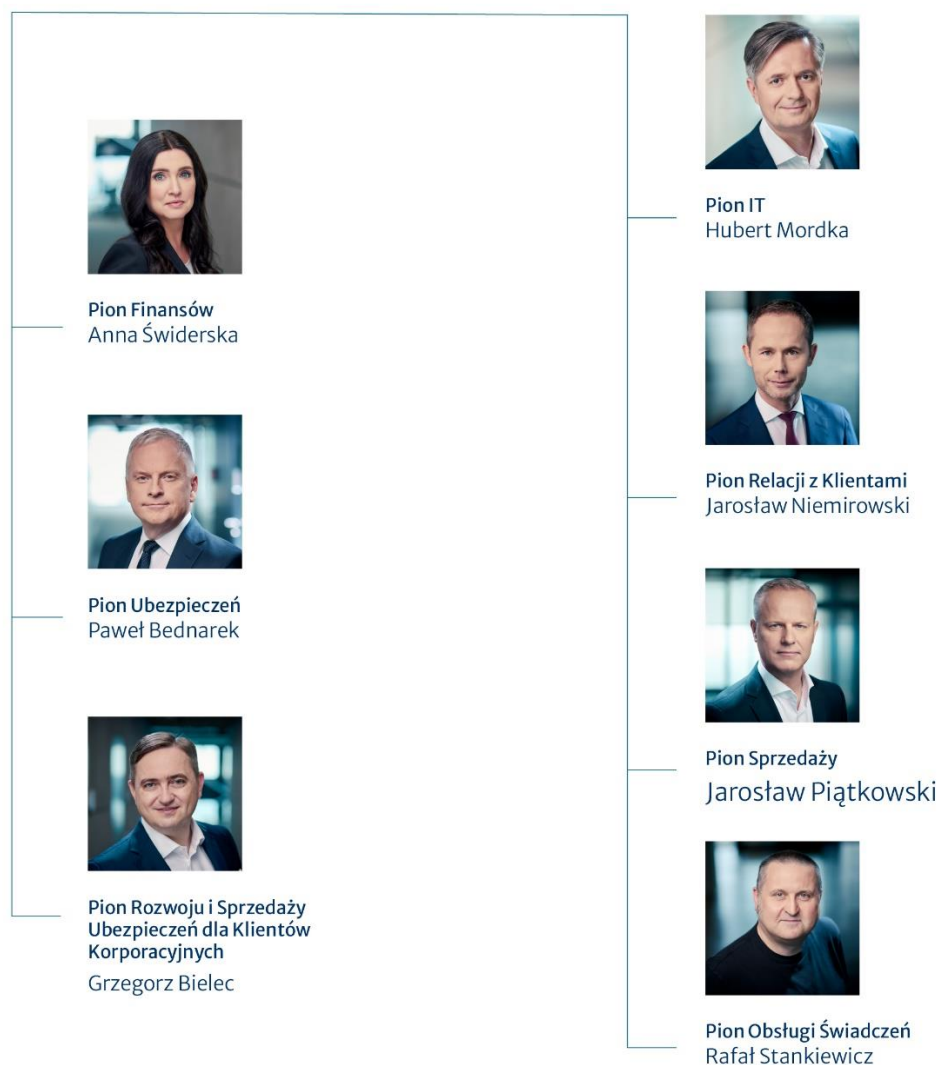 Pion Finansów
Anna Świderska
Pion Ubezpieczeń
Paweł Bednarek
Pion Rozwoju i Sprzedaży
Ubezpieczeń dla Klientów
Korporacyjnych
Grzegorz Bielec
Pion IT
Hubert Mordka
Pion Relacji z Klientami
Jarosław Niemirowski
Pion Sprzedaży
Jarosław Piątkowski
Pion Obsługi Świadczeń
Rafał Stankiewicz